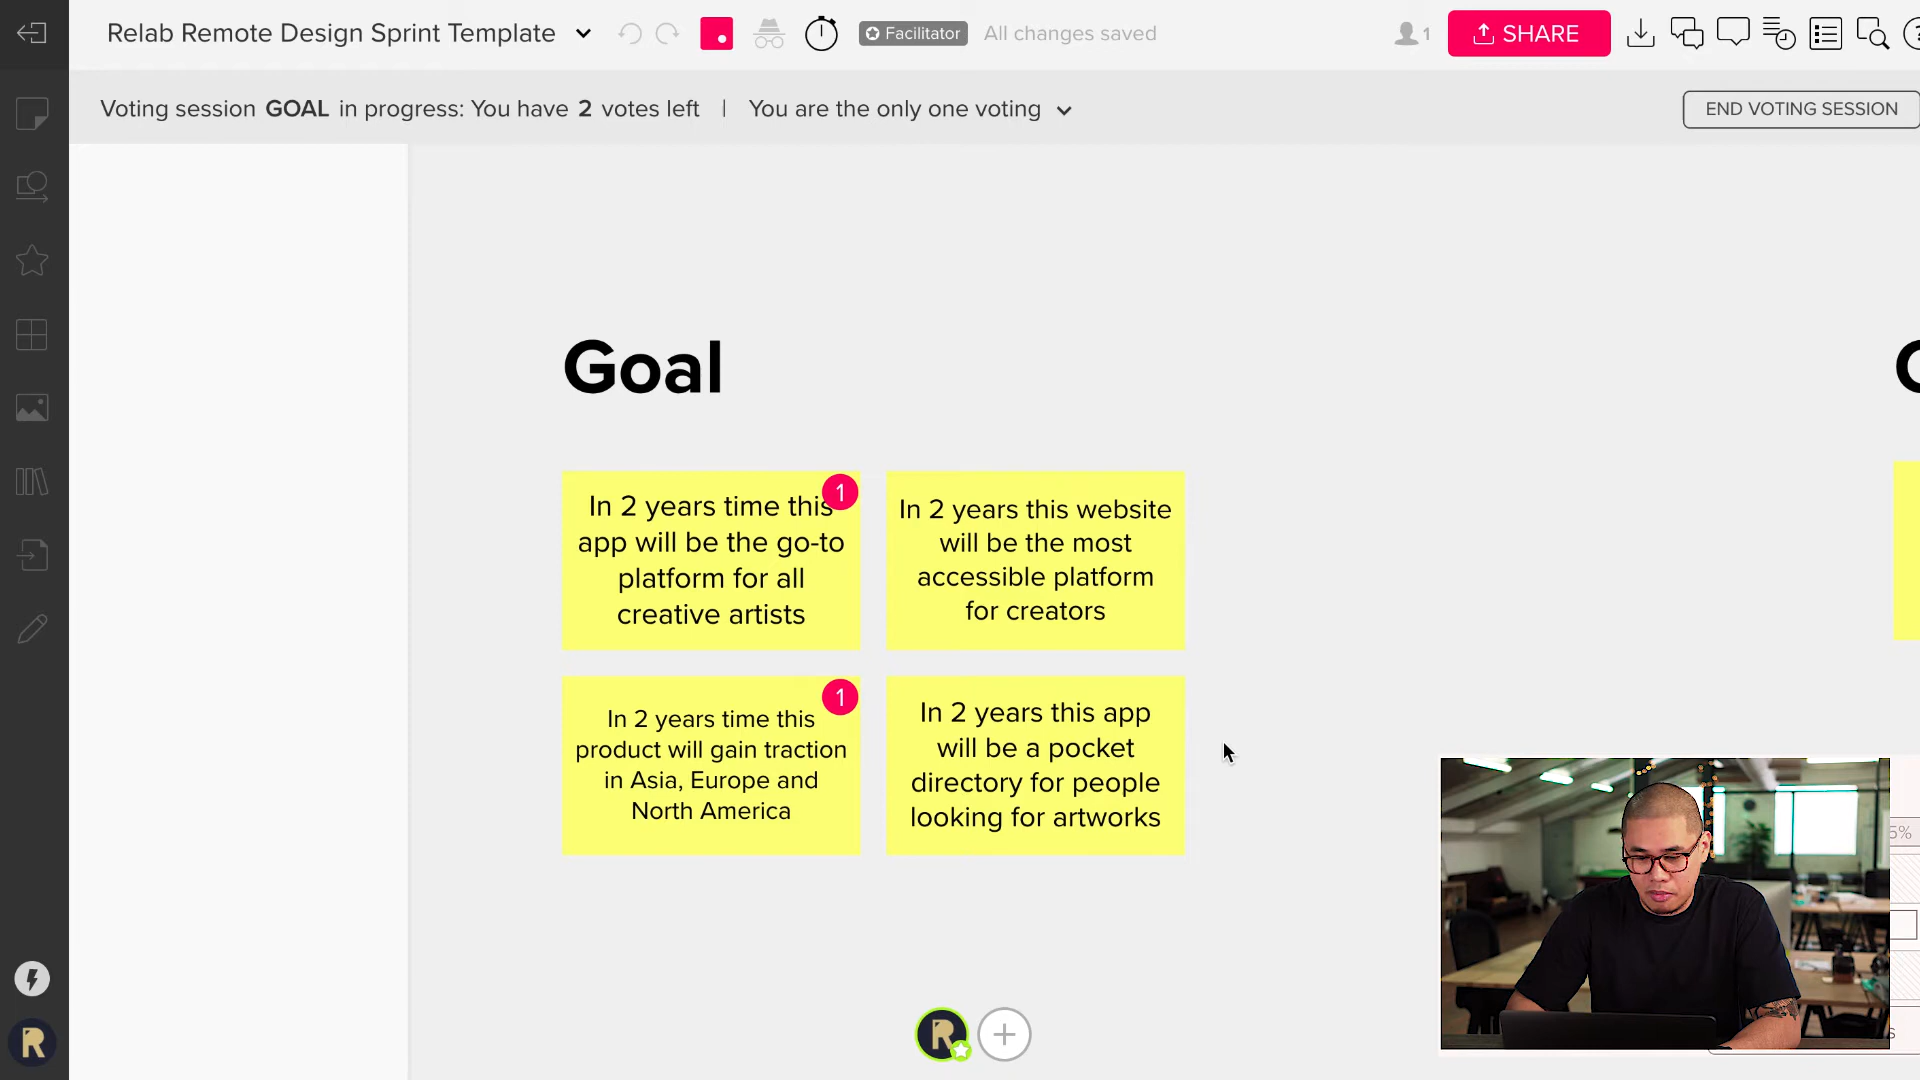 Relab Remote Design Sprint Template
Facilitator
All changes saved
1
SHARE
Voting session GOAL in progress: You have 2 votes left | You are the only one voting
END VOTING SESSION
Goal
In 2 years time this
app will be the go-to
platform for all
creative artists
1
In 2 years this website
will be the most
accessible platform
for creators
In 2 years time this
product will gain traction
in Asia, Europe and
North America
1
In 2 years this app
will be a pocket
directory for people
looking for artworks
5%
R
R